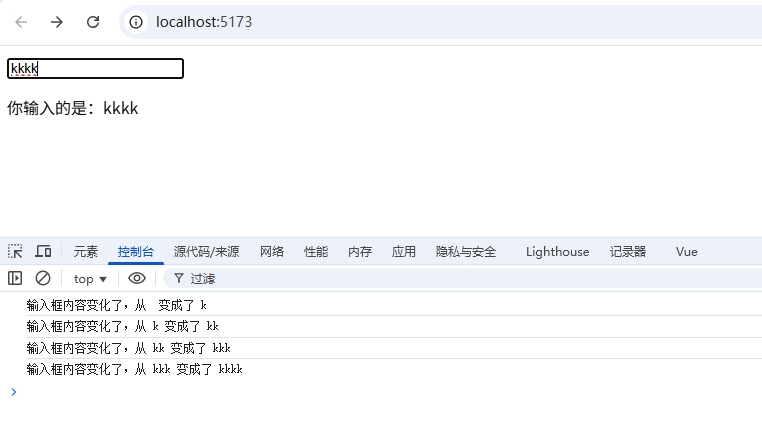 localhost:5173
kkkk
你输入的是：kkkk
元素 控制台 源代码/来源 网络 性能 内存 应用 隐私与安全 Lighthouse 记录器 Vue
top 过滤
输入框内容变化了，从  变成了 k
输入框内容变化了，从 k 变成了 kk
输入框内容变化了，从 kk 变成了 kkk
输入框内容变化了，从 kkk 变成了 kkkk